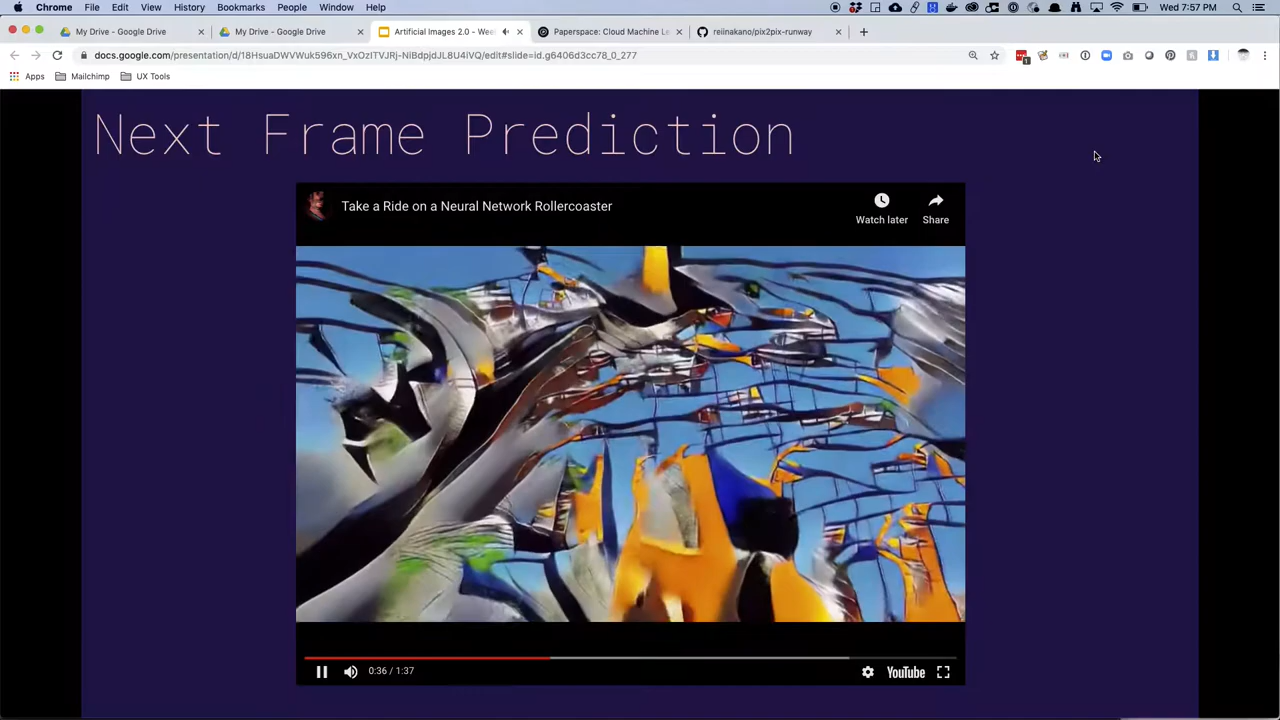 Chrome File Edit View History Bookmarks People Window Help Wed 7:57 PM
My Drive - Google Drive My Drive - Google Drive Artificial Images 2.0 - Wee Paperspace: Cloud Machine Le reiinakano/pix2pix-runway
docs.google.com/presentation/d/18HsuaDWVWuk596xn_VxOzITVJRj-NiBdpjdJL8U4iVQ/edit#slide=id.g6406d3cc78_0_277
Apps Mailchimp UX Tools
Next Frame Prediction
Take a Ride on a Neural Network Rollercoaster
Watch later Share
0:36 / 1:37 YouTube